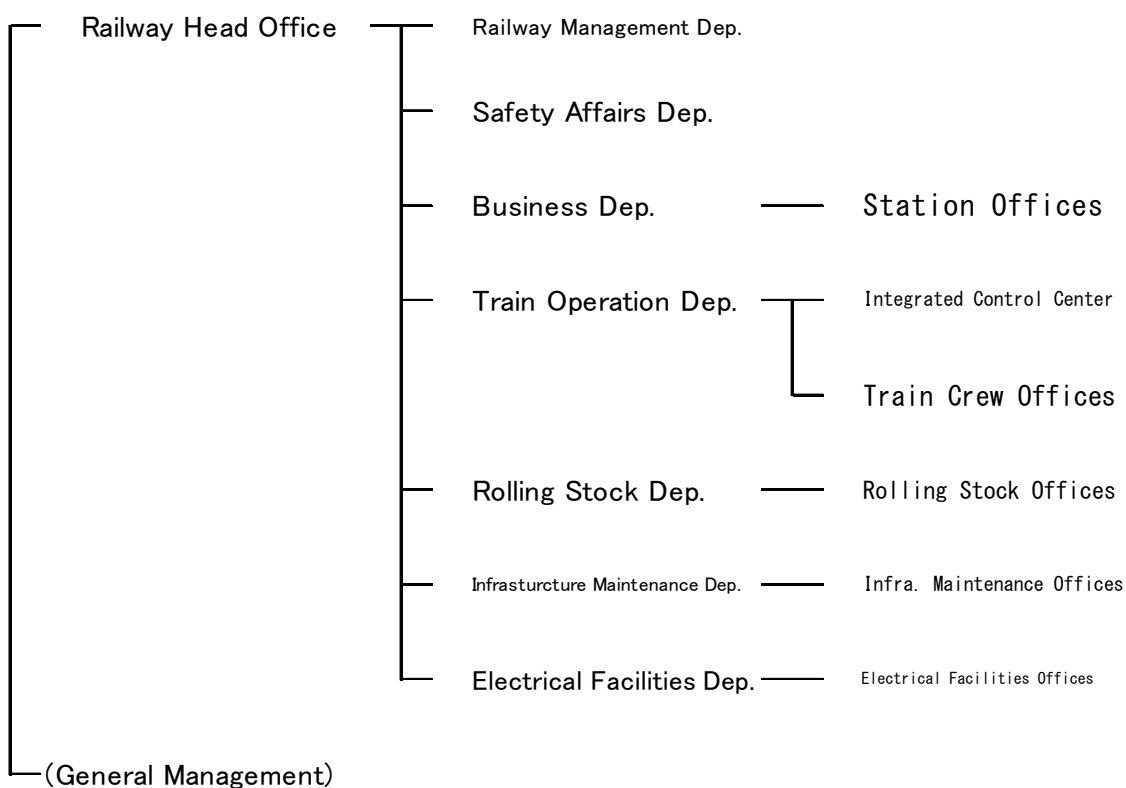 Railway Head Office
Railway Management Dep.
Safety Affairs Dep.
Business Dep.
Station Offices
Train Operation Dep.
Integrated Control Center
Train Crew Offices
Rolling Stock Dep.
Rolling Stock Offices
Infrasturcture Maintenance Dep.
Infra. Maintenance Offices
Electrical Facilities Dep.
Electrical Facilities Offices
(General Management)